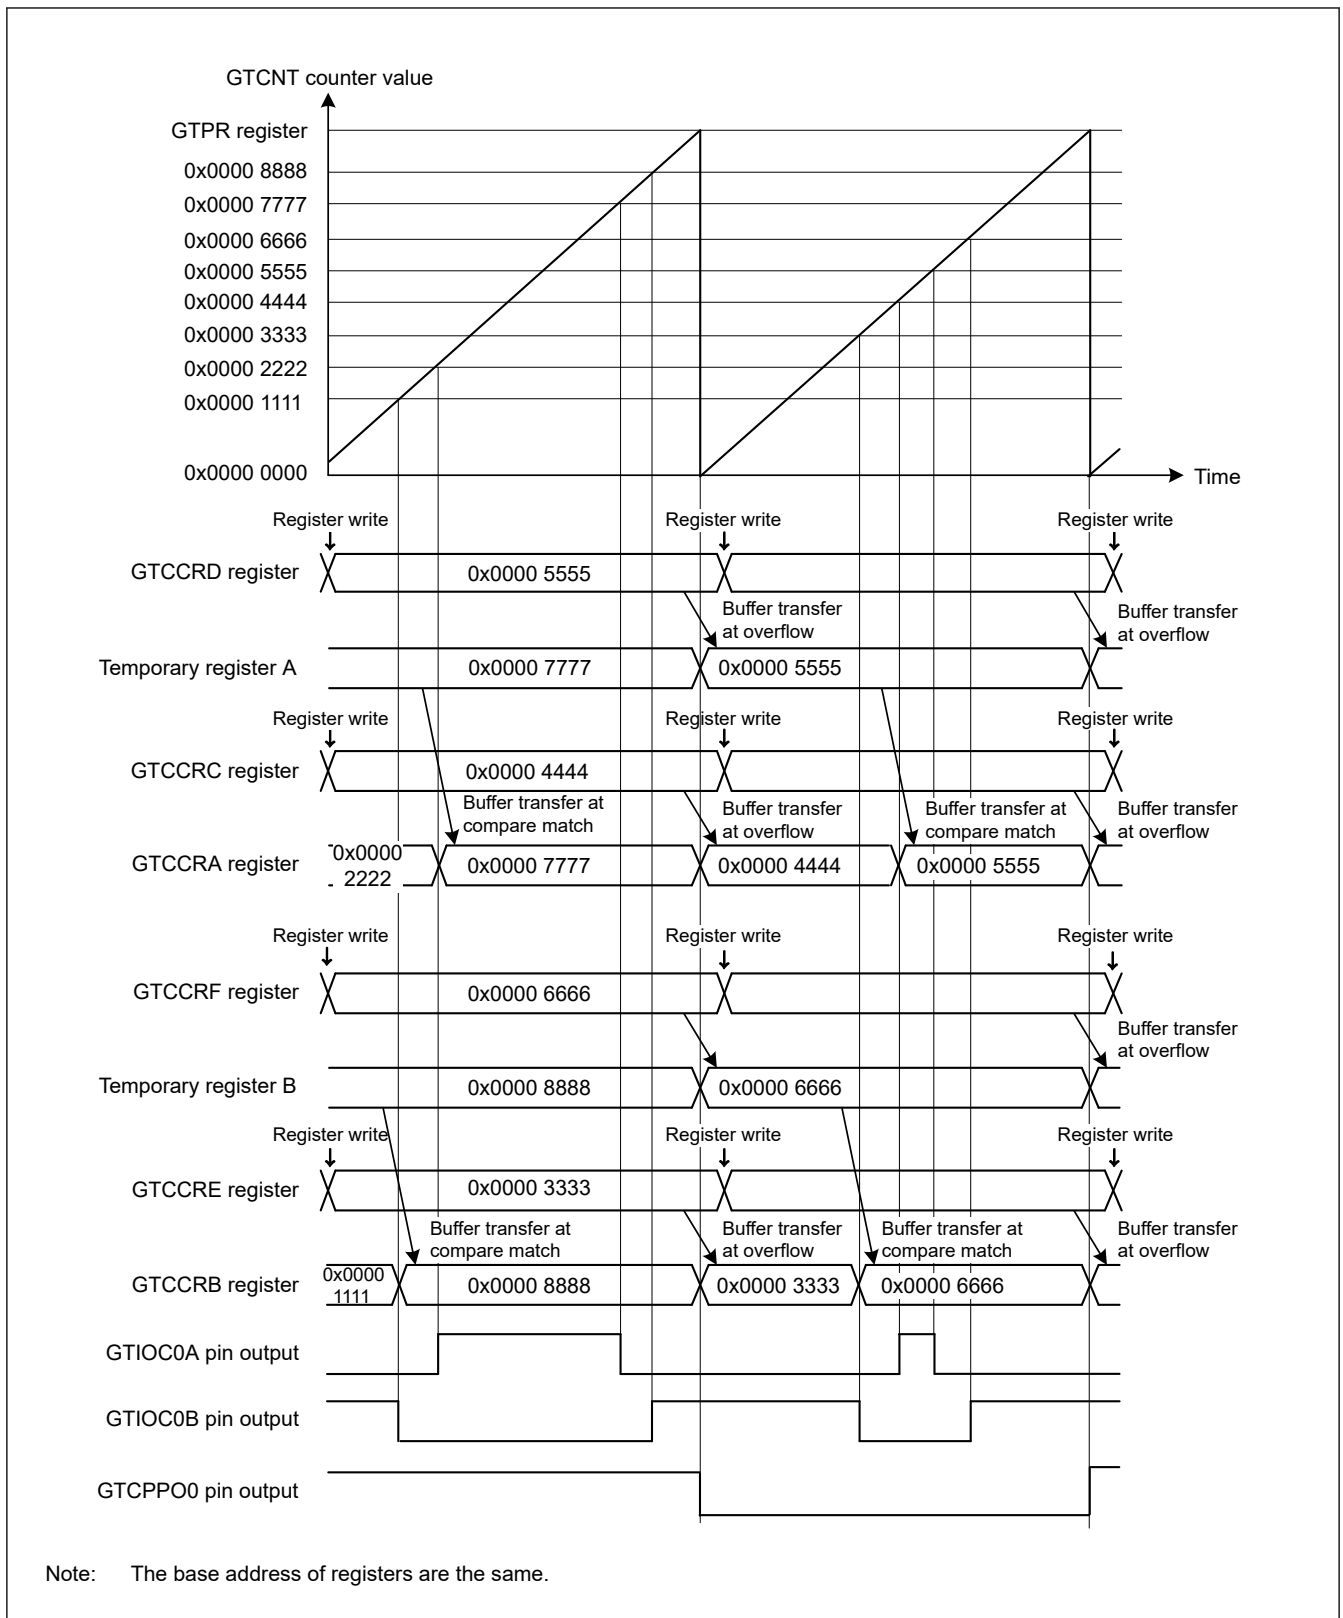 GTCNT counter value
GTPR register
0x0000 8888
0x0000 7777
0x0000 6666
0x0000 5555
0x0000 4444
0x0000 3333
0x0000 2222
0x0000 1111
0x0000 0000
Time
Register write
Register write
Register write
GTCCRD register
0x0000 5555
Buffer transfer
at overflow
Buffer transfer
at overflow
Temporary register A
0x0000 7777
0x0000 5555
Register write
Register write
Register write
GTCCRC register
0x0000 4444
Buffer transfer at
compare match
Buffer transfer
at overflow
Buffer transfer at
compare match
Buffer transfer
at overflow
GTCCRA register
0x0000
2222
0x0000 7777
0x0000 4444
0x0000 5555
Register write
Register write
Register write
GTCCRF register
0x0000 6666
Buffer transfer
at overflow
Temporary register B
0x0000 8888
0x0000 6666
Register write
Register write
Register write
GTCCRE register
0x0000 3333
Buffer transfer at
compare match
Buffer transfer
at overflow
Buffer transfer at
compare match
Buffer transfer
at overflow
GTCCRB register
0x0000
1111
0x0000 8888
0x0000 3333
0x0000 6666
GTIOC0A pin output
GTIOC0B pin output
GTCPPO0 pin output
Note: The base address of registers are the same.